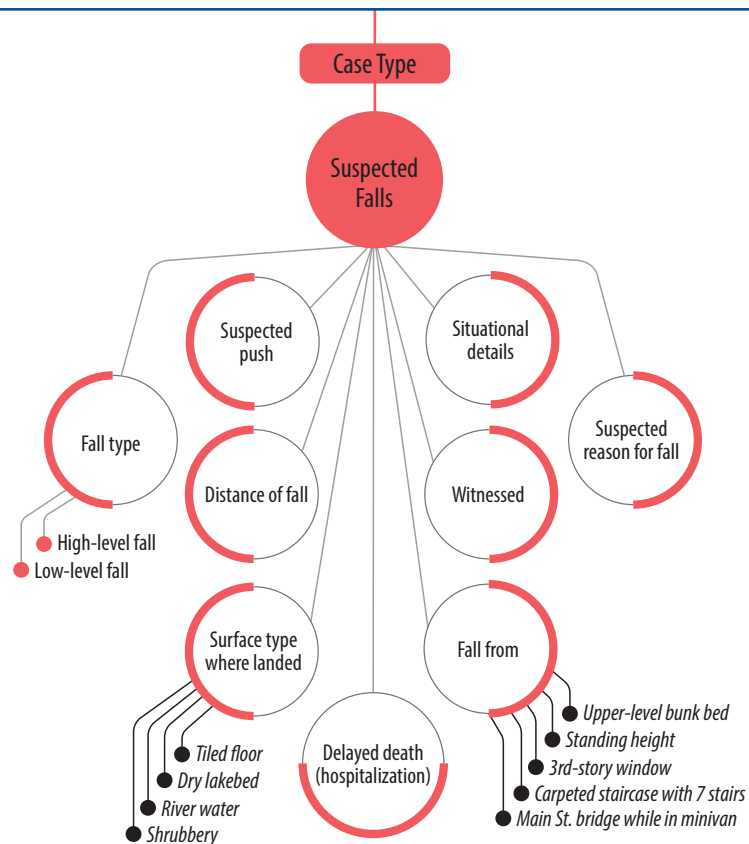 Case Type
Suspected
Falls
Suspected
push
Situational
details
Fall type
Suspected
reason for fall
Distance of fall
Witnessed
High-level fall
Low-level fall
Surface type
where landed
Fall from
Upper-level bunk bed
Standing height
3rd-story window
Carpeted staircase with 7 stairs
Main St. bridge while in minivan
Tiled floor
Dry lakebed
River water
Shrubbery
Delayed death
(hospitalization)